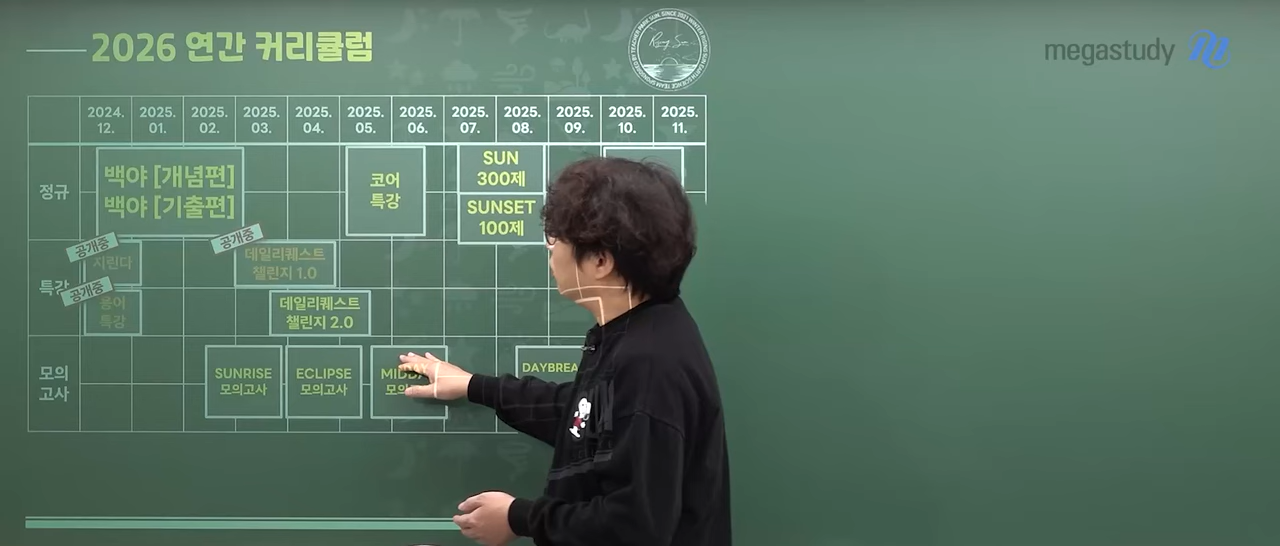 2026 연간 커리큘럼
megastudy
2024. 2025. 2025. 2025. 2025. 2025. 2025. 2025. 2025. 2025. 2025. 2025.
12. 01. 02. 03. 04. 05. 06. 07. 08. 09. 10. 11.
정규
백야 [개념편]
백야 [기출편]
코어
특강
SUN
300제
SUNSET
100제
특강
공개중
지린다
공개중
데일리퀘스트
챌린지 1.0
공개중
특강
데일리퀘스트
챌린지 2.0
모의
고사
SUNRISE
모의고사
ECLIPSE
모의고사